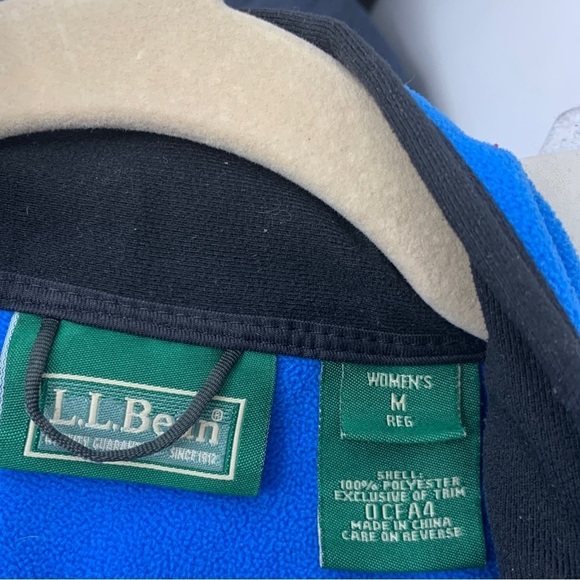 L.L.Bean®
QUALITY GUARANTEED
SINCE 1912
WOMEN'S
M
REG
SHELL:
100% POLYESTER
EXCLUSIVE OF TRIM
0CFA4
MADE IN CHINA
CARE ON REVERSE